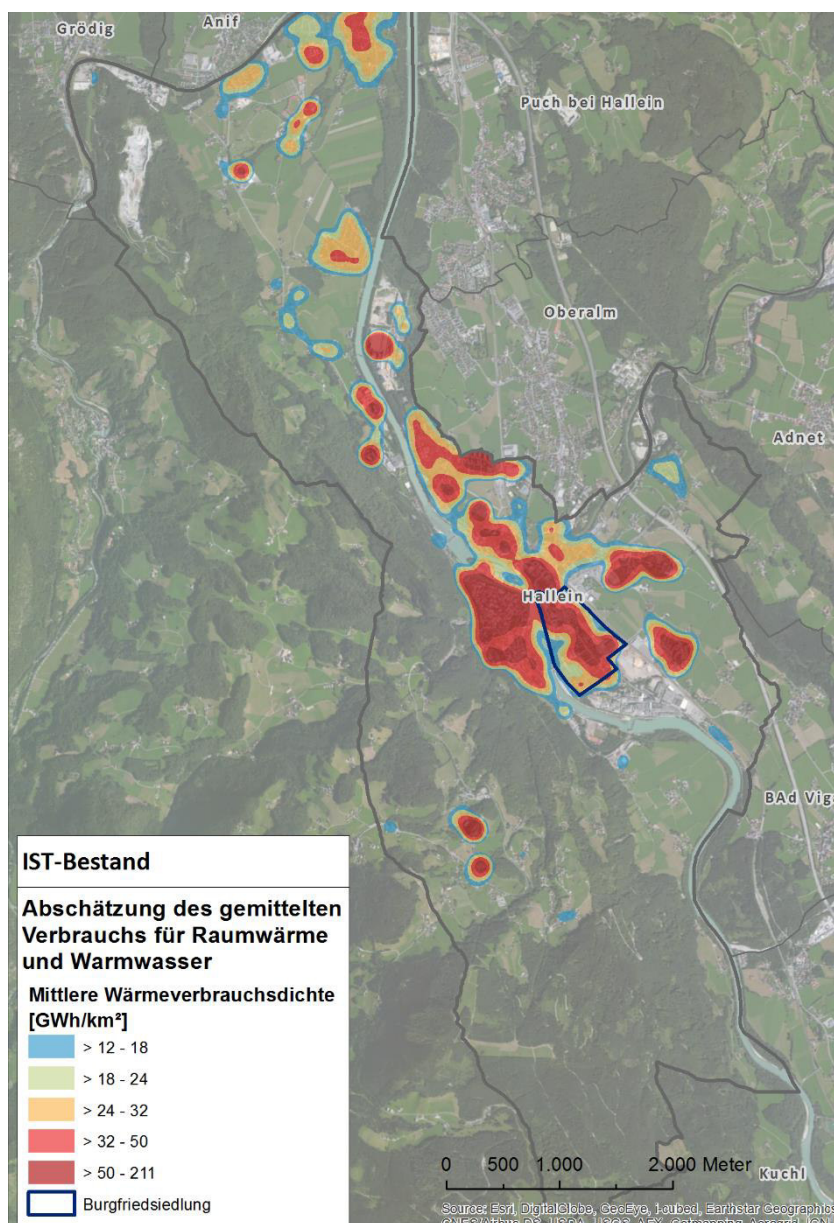 Grödig
Anif
Puch bei Hallein
Oberalm
Adnet
Hallein
BAd Vig
IST-Bestand
Abschätzung des gemittelten
Verbrauchs für Raumwärme
und Warmwasser
Mittlere Wärmeverbrauchsdichte
[GWh/km²]
> 12 - 18
> 18 - 24
> 24 - 32
> 32 - 50
> 50 - 211
Burgfriedsiedlung
0 500 1.000 2.000 Meter
Kuchl
Source: Esri, DigitalGlobe, GeoEye, i-cubed, Earthstar Geographics